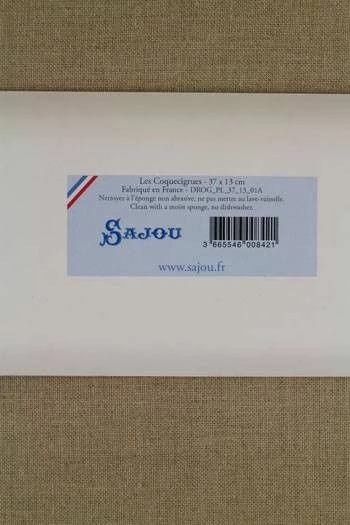 Les Coquecigrues - 37 x 13 cm
Fabriqué en France - DROG_PL_37_13_01A
Nettoyer à l'éponge non abrasive, ne pas mettre au lave-vaisselle.
Clean with a moist sponge, no dishwasher.
SAJOU
3 665546 008421
www.sajou.fr